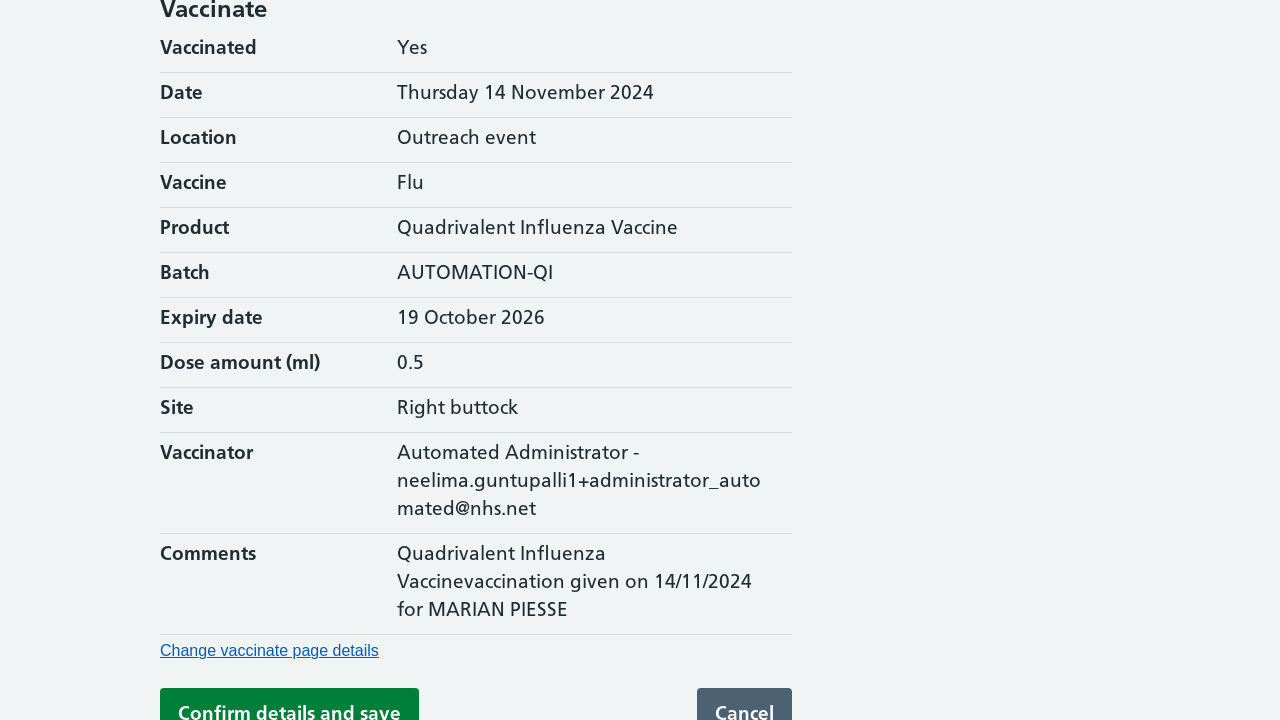 Vaccinate
Vaccinated Yes
Date Thursday 14 November 2024
Location Outreach event
Vaccine Flu
Product Quadrivalent Influenza Vaccine
Batch AUTOMATION-QI
Expiry date 19 October 2026
Dose amount (ml) 0.5
Site Right buttock
Vaccinator Automated Administrator -
neelima.guntupalli1+administrator_auto
mated@nhs.net
Comments Quadrivalent Influenza
Vaccinevaccination given on 14/11/2024
for MARIAN PIESSE
Change vaccinate page details
Confirm details and save Cancel